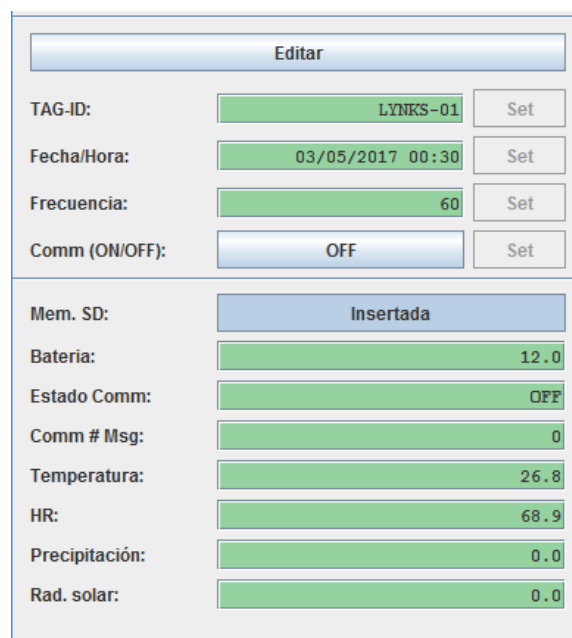 Editar
TAG-ID: LYNKS-01 Set
Fecha/Hora: 03/05/2017 00:30 Set
Frecuencia: 60 Set
Comm (ON/OFF): OFF Set
Mem. SD: Insertada
Bateria: 12.0
Estado Comm: OFF
Comm # Msg: 0
Temperatura: 26.8
HR: 68.9
Precipitación: 0.0
Rad. solar: 0.0